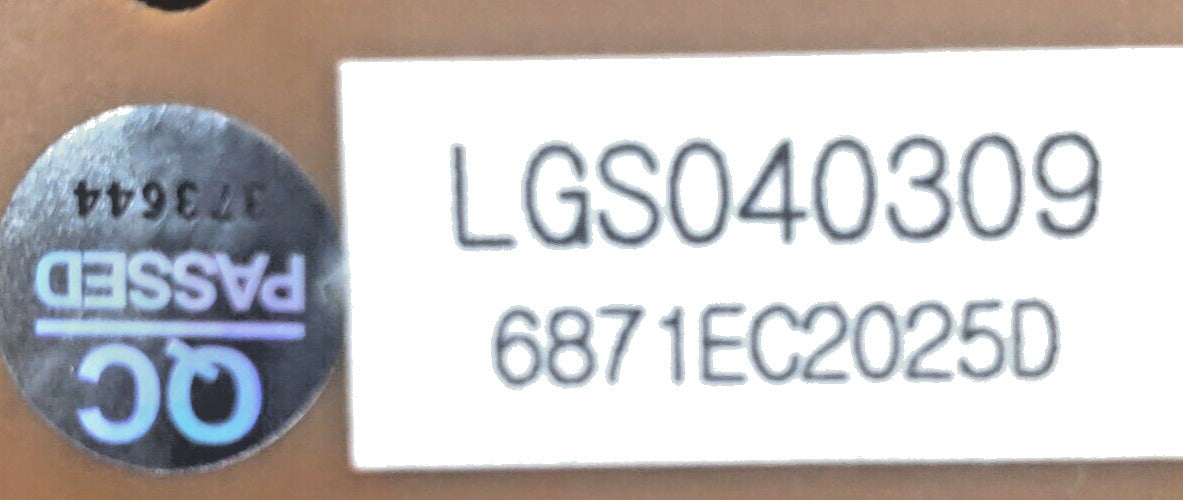 LGS040309
6871EC2025D
QC
PASSED
373644